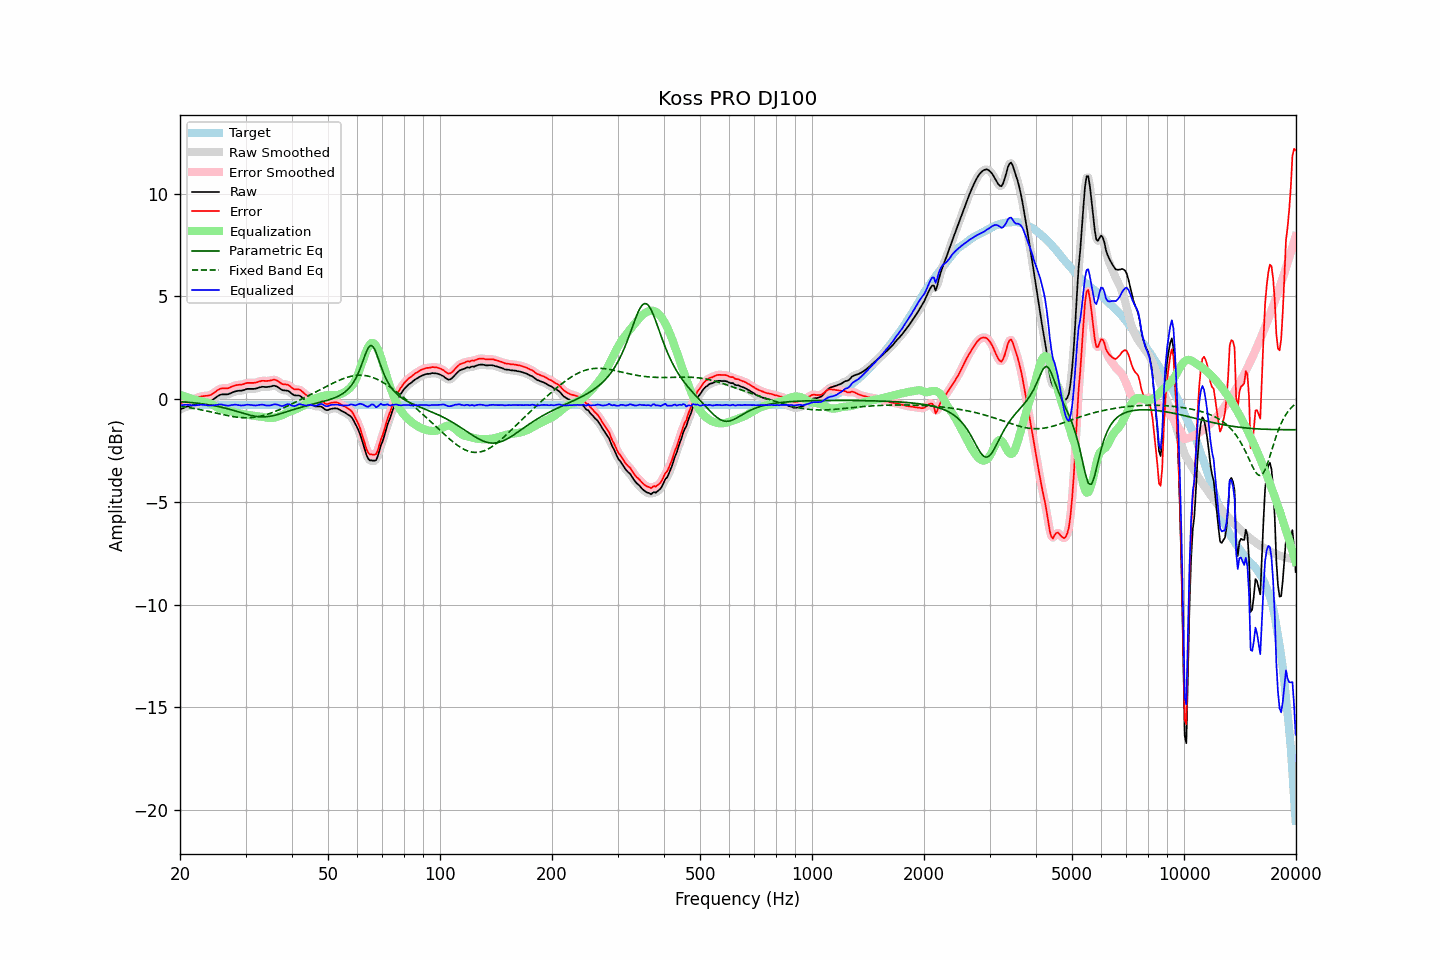 Koss PRO DJ100
Target
Raw Smoothed
Error Smoothed
Raw
Error
Equalization
Parametric Eq
Fixed Band Eq
Equalized
10
5
0
−5
−10
−15
−20
Amplitude (dBr)
20
50
100
200
500
1000
2000
5000
10000
20000
Frequency (Hz)